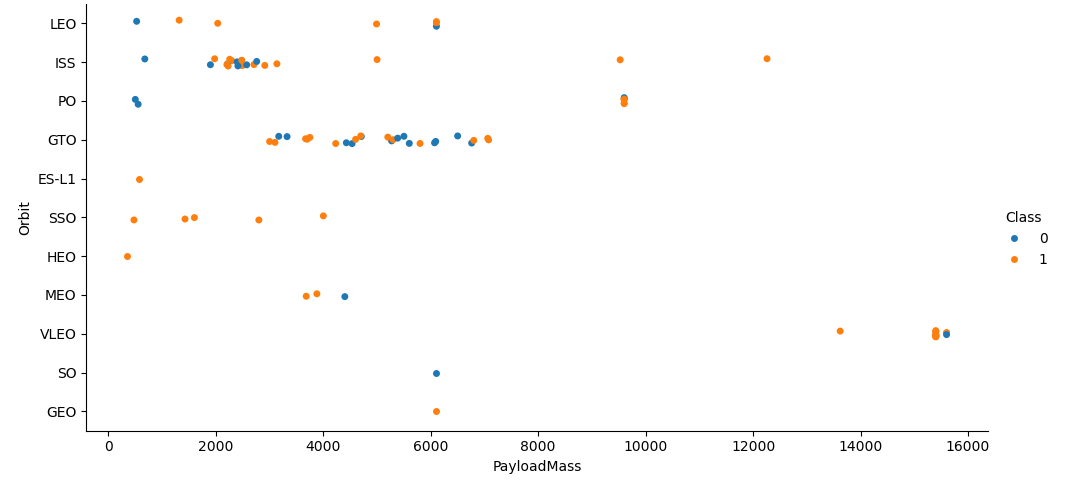 LEO
ISS
PO
GTO
ES-L1
SSO
HEO
MEO
VLEO
SO
GEO
Orbit
0 2000 4000 6000 8000 10000 12000 14000 16000
PayloadMass
Class
0
1